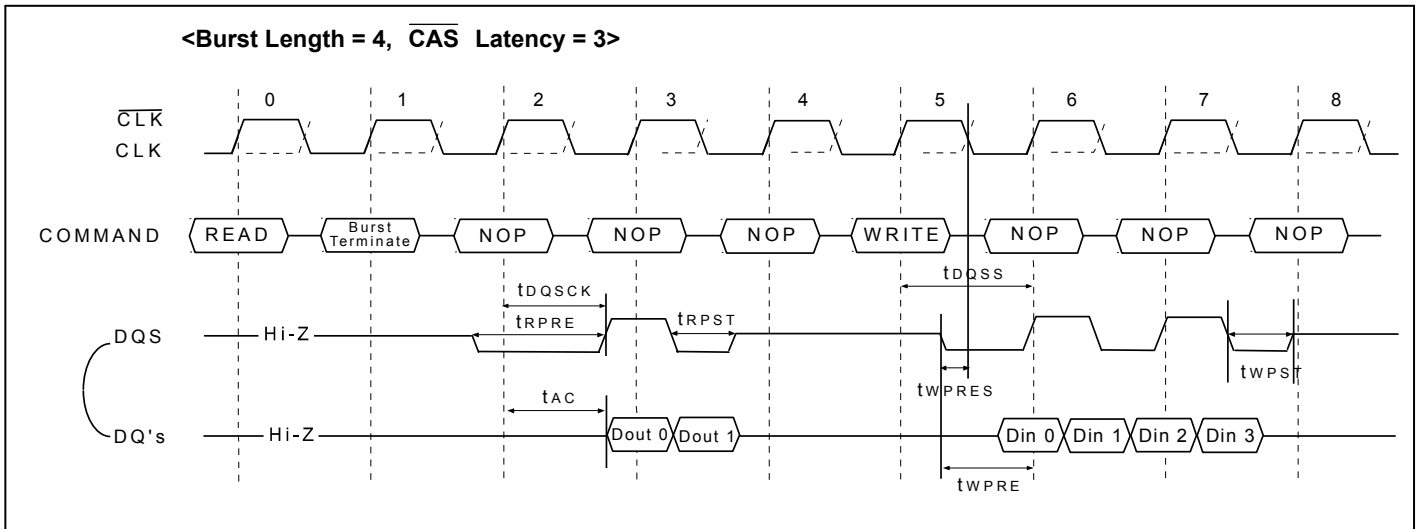 <Burst Length = 4, CAS Latency = 3>
0 1 2 3 4 5 6 7 8
CLK
CLK
COMMAND READ Burst Terminate NOP NOP NOP WRITE NOP NOP NOP
tDQSS
tDQSCK
tRPRE tRPST
DQS Hi-Z
tWPRES tWPST
tAC
DQ's Hi-Z Dout 0 Dout 1 Din 0 Din 1 Din 2 Din 3
tWPRE